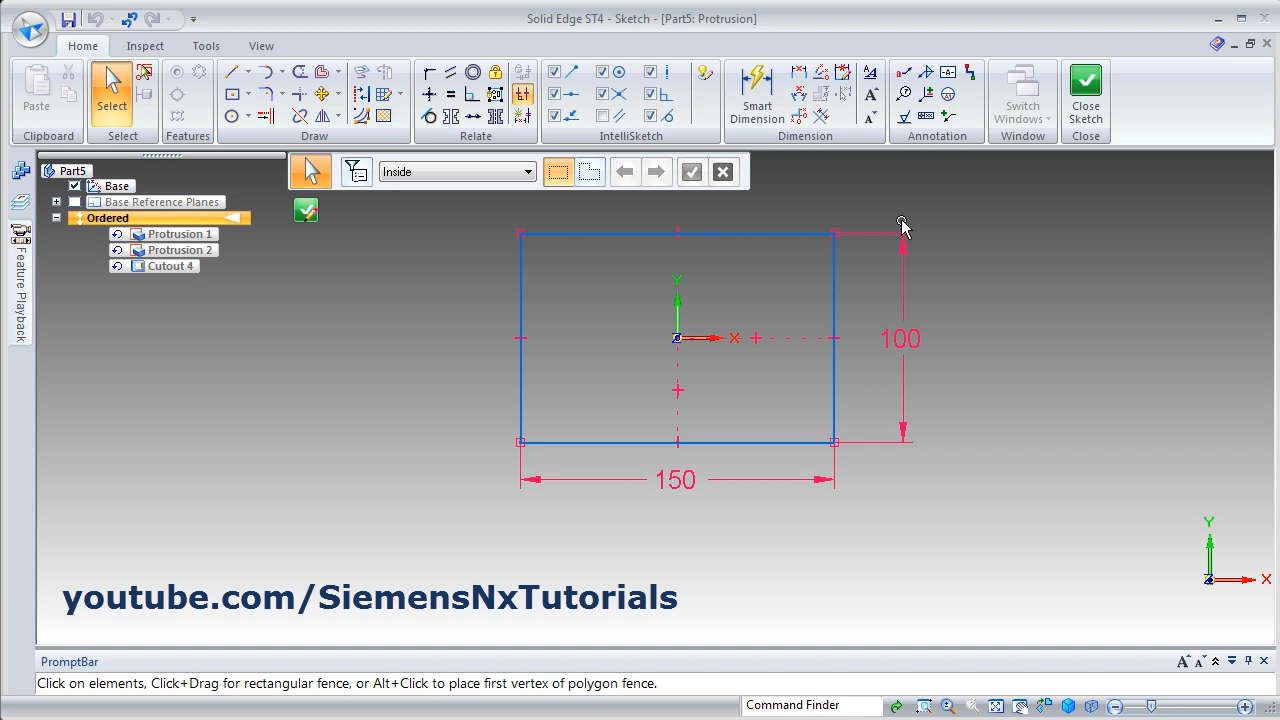 Solid Edge ST4 - Sketch - [Part5: Protrusion]
Home Inspect Tools View
Paste
Select
Smart Dimension
Switch Windows
Close Sketch
Clipboard Select Features Draw Relate IntelliSketch Dimension Annotation Window Close
Inside
Part5
Base
Base Reference Planes
Ordered
Protrusion 1
Protrusion 2
Cutout 4
Feature Playback
Y
X
100
150
Y
X
youtube.com/SiemensNxTutorials
PromptBar
Click on elements, Click+Drag for rectangular fence, or Alt+Click to place first vertex of polygon fence.
Command Finder